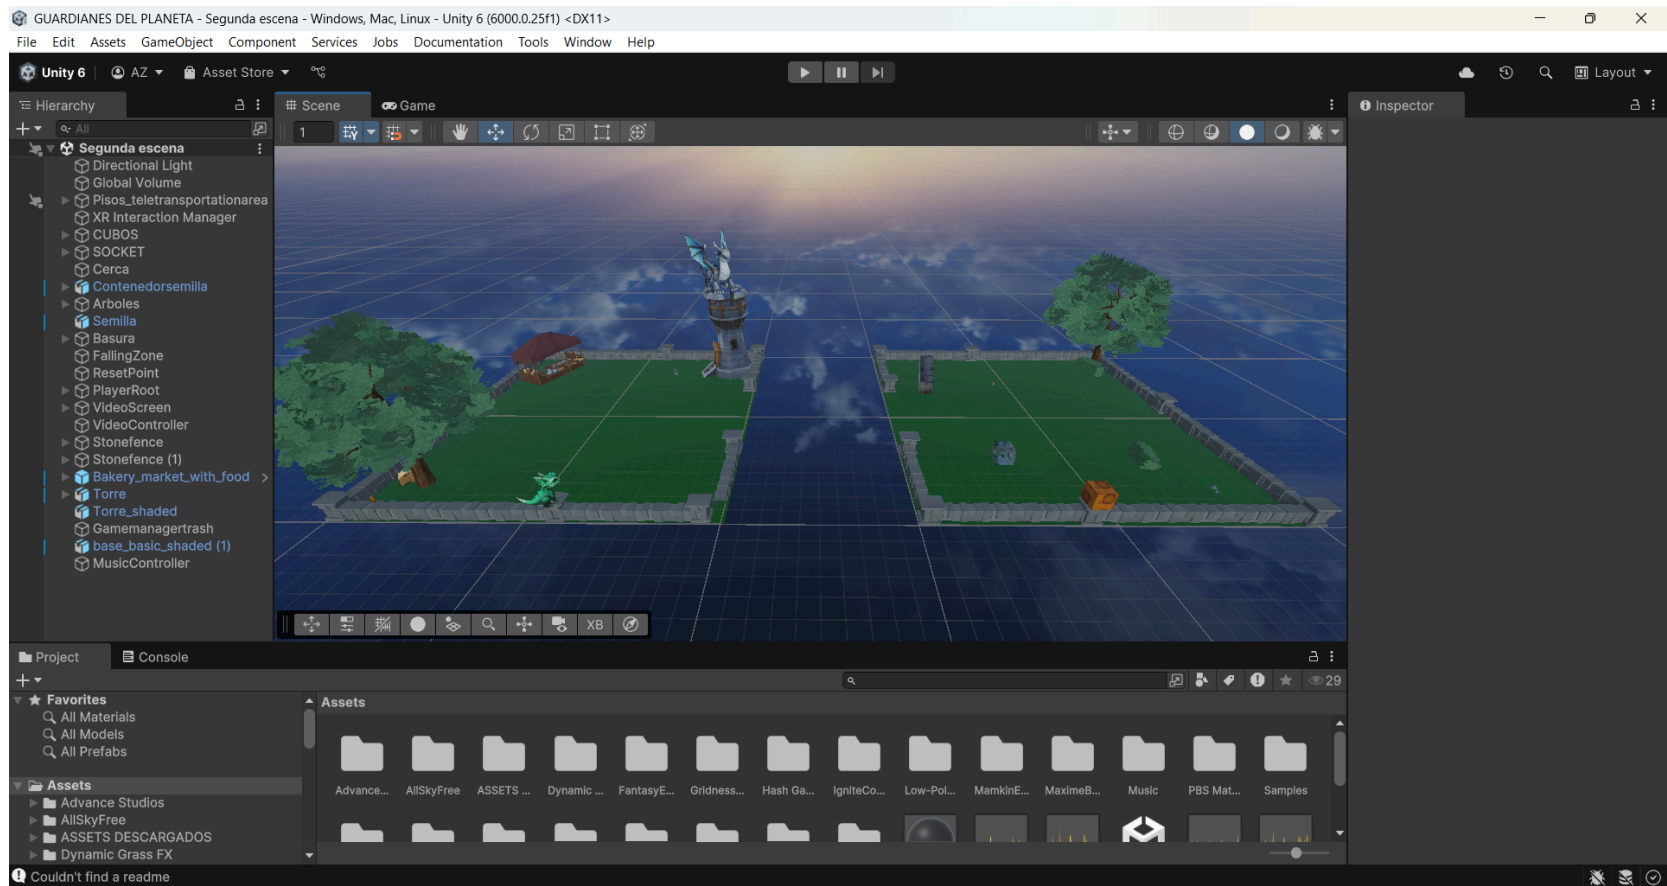 GUARDIANES DEL PLANETA - Segunda escena - Windows, Mac, Linux - Unity 6 (6000.0.25f1) <DX11>
File Edit Assets GameObject Component Services Jobs Documentation Tools Window Help
Unity 6 AZ Asset Store Layout
Hierarchy
Scene Game
Inspector
All
1
Segunda escena
Directional Light
Global Volume
Pisos_teletransportationarea
XR Interaction Manager
CUBOS
SOCKET
Cerca
Contenedorsemilla
Arboles
Semilla
Basura
FallingZone
ResetPoint
PlayerRoot
VideoScreen
VideoController
Stonefence
Stonefence (1)
Bakery_market_with_food
Torre
Torre_shaded
Gamemanagertrash
base_basic_shaded (1)
MusicController
XB
Project Console
29
Favorites
All Materials
All Models
All Prefabs
Assets
Advance Studios
AllSkyFree
ASSETS DESCARGADOS
Dynamic Grass FX
Assets
Advance... AllSkyFree ASSETS ... Dynamic ... FantasyE... Gridness... Hash Ga... IgniteCo... Low-Pol... MamkinE... MaximeB... Music PBS Mat... Samples
Couldn't find a readme